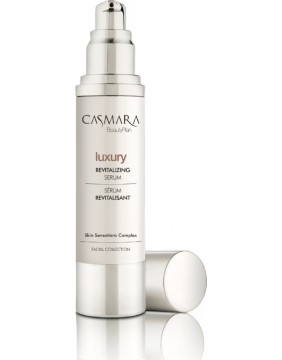 CASMARA
BeautyPlan
luxury
REVITALIZING
SERUM
SÉRUM
REVITALISANT
Skin Sensations Complex
FACIAL COLLECTION